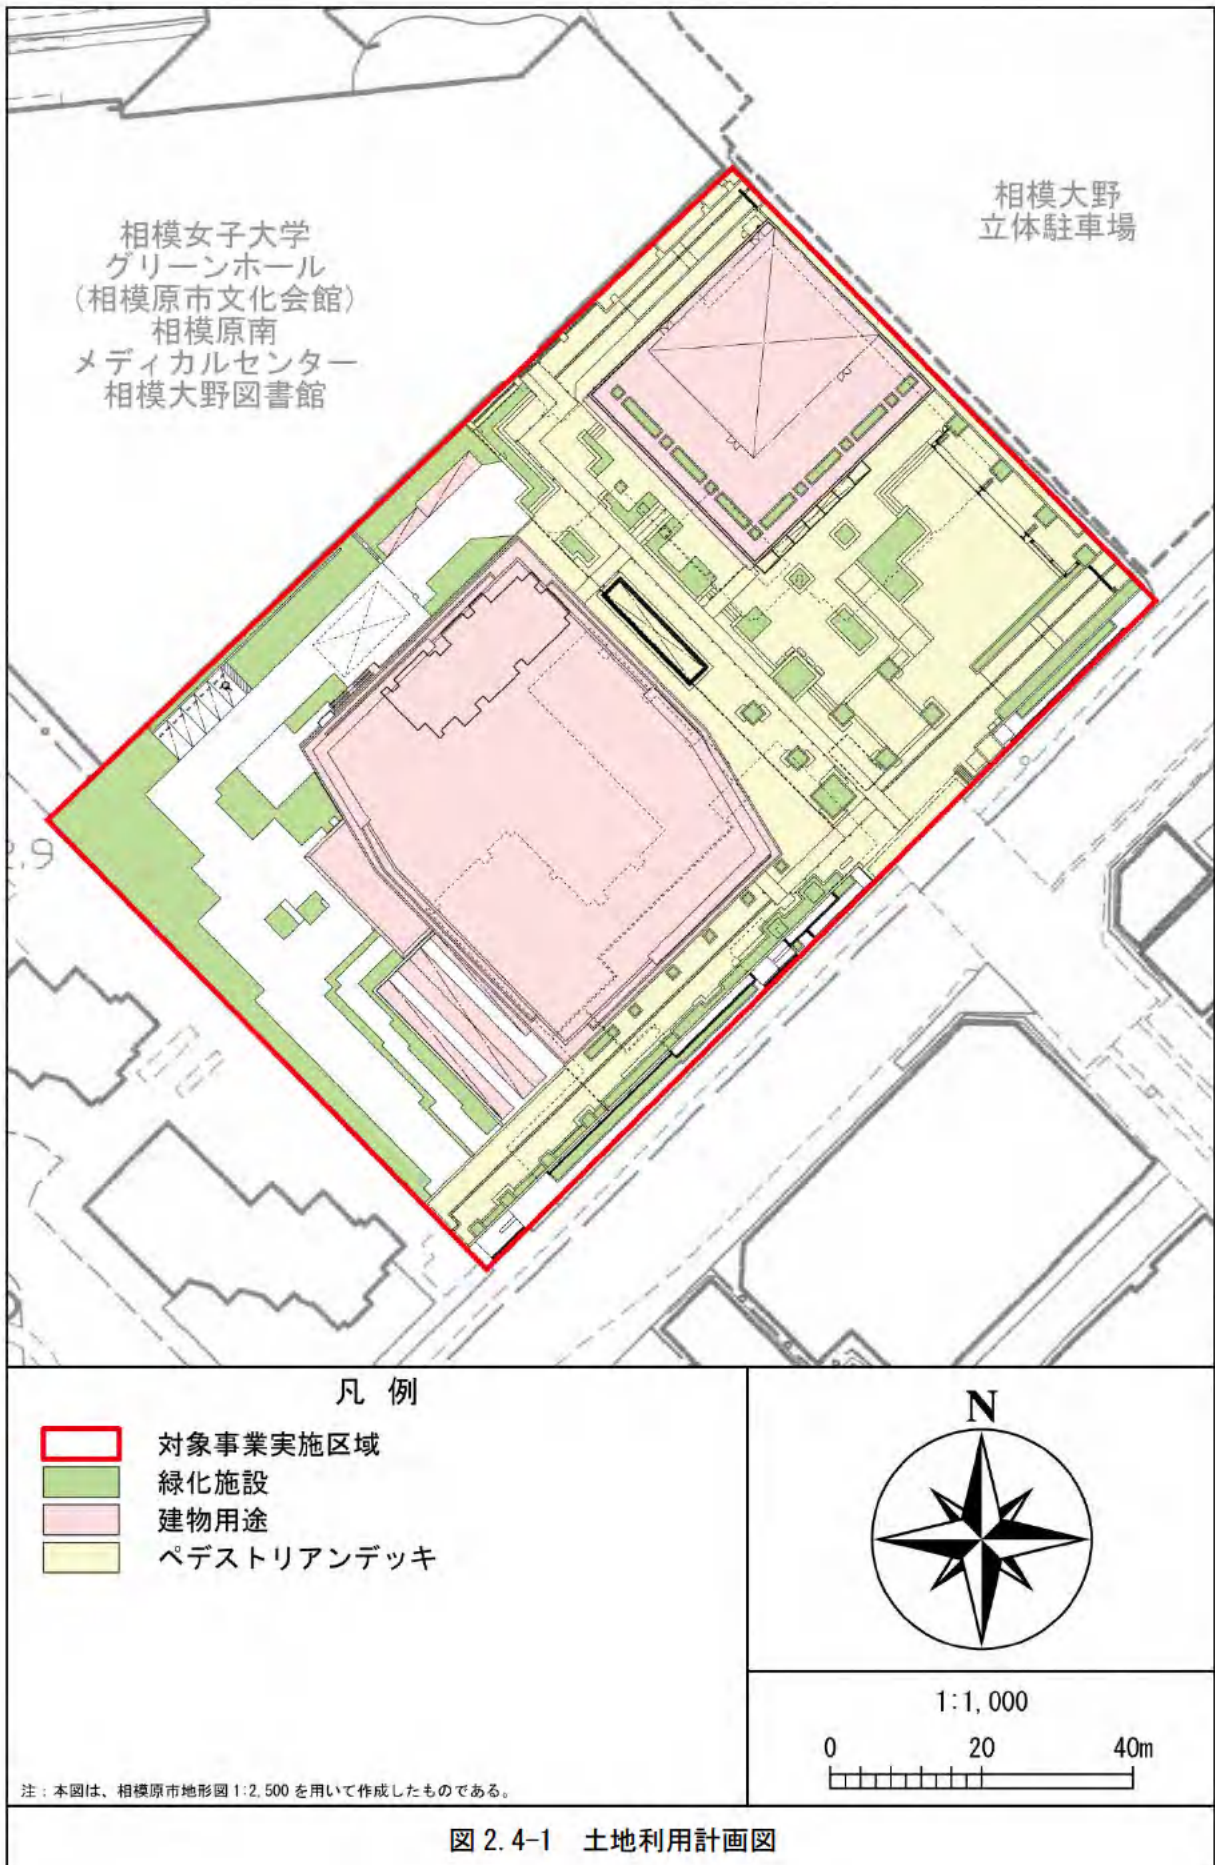 相模女子大学
グリーンホール
(相模原市文化会館)
相模原南
メディカルセンター
相模大野図書館
相模大野
立体駐車場
2.9
凡 例
対象事業実施区域
緑化施設
建物用途
ペデストリアンデッキ
N
1:1,000
0 20 40m
注：本図は、相模原市地形図1:2,500を用いて作成したものである。
図 2.4-1 土地利用計画図